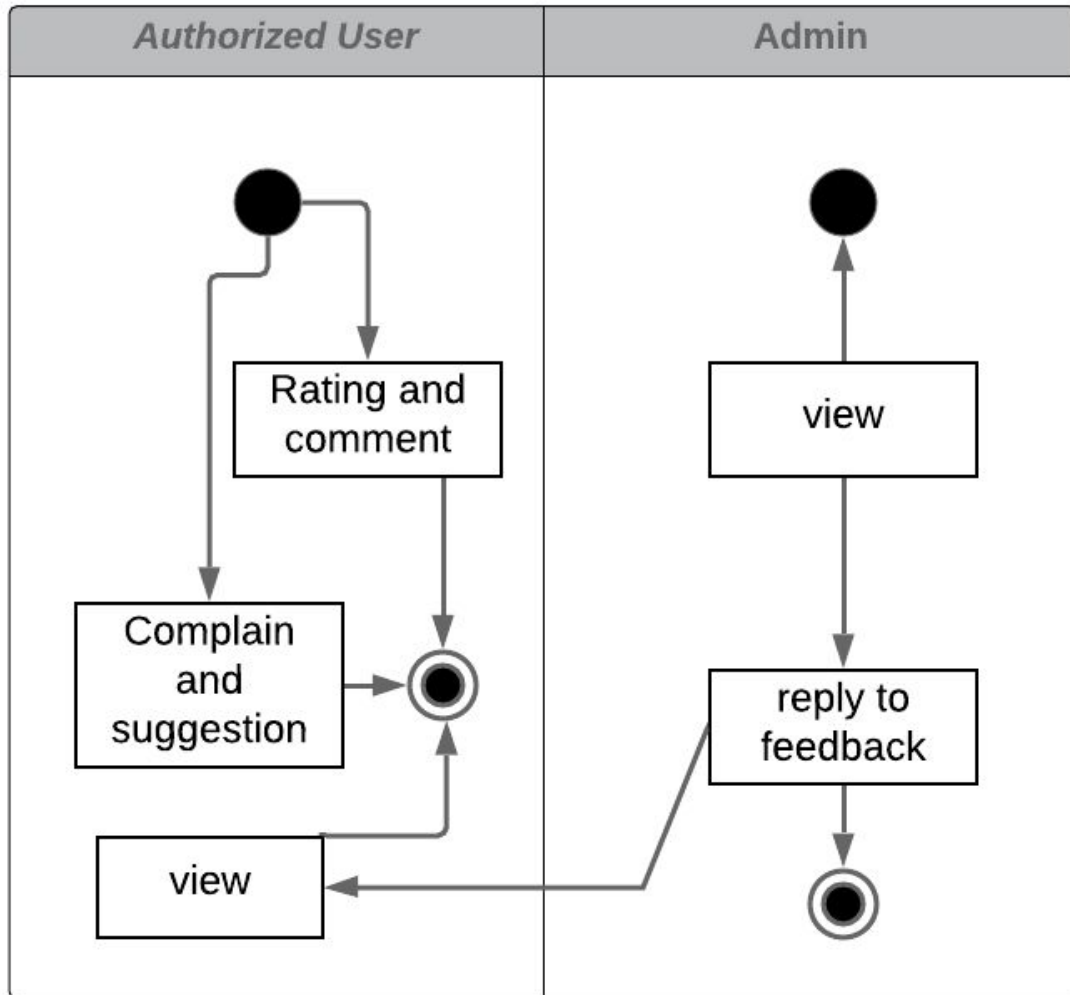 Authorized User
Admin
Rating and
comment
view
Complain
and
suggestion
reply to
feedback
view